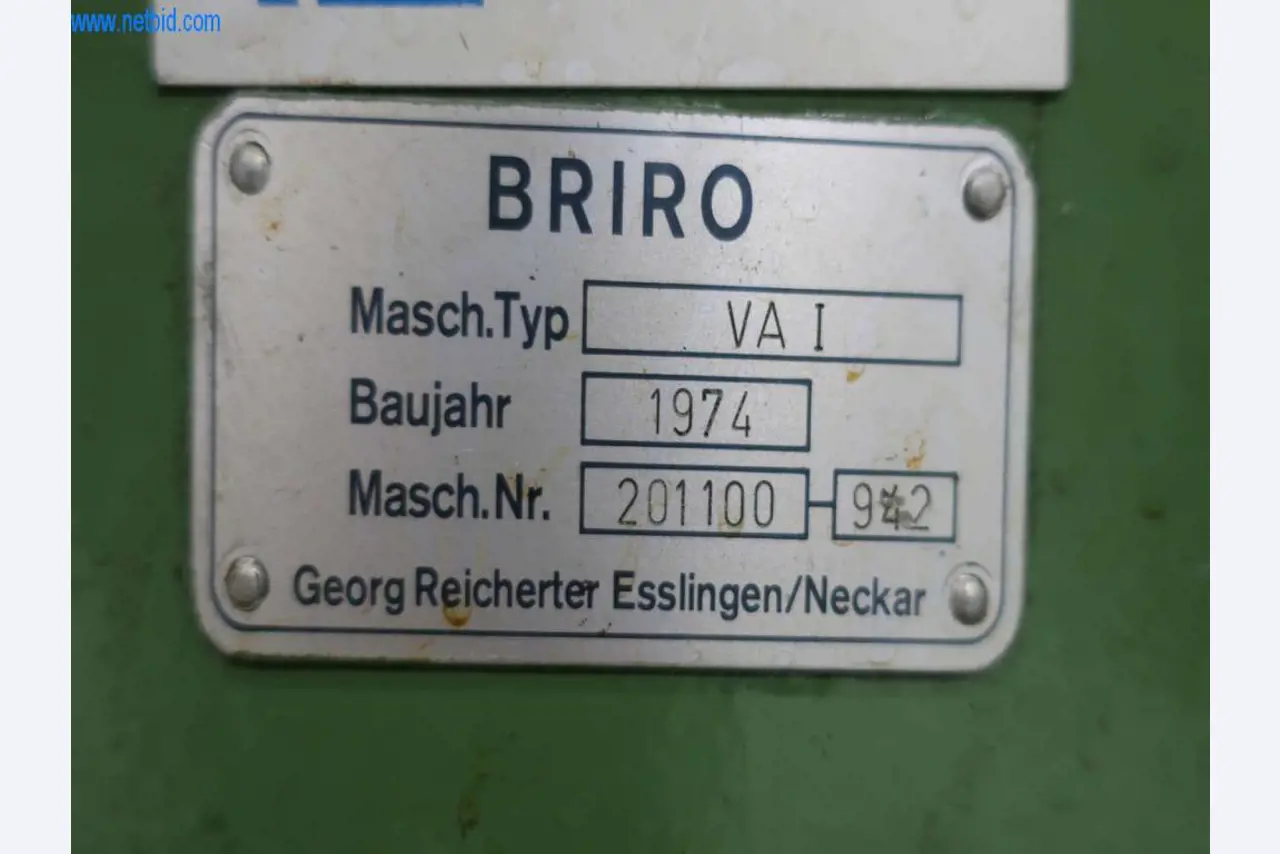 www.netbid.com
BRIRO
Masch.Typ VA I
Baujahr 1974
Masch.Nr. 201100-
Georg Reicherter Esslingen/Neckar